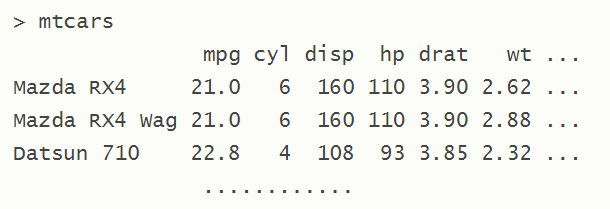 > mtcars
mpg cyl disp hp drat wt ...
Mazda RX4 21.0 6 160 110 3.90 2.62 ...
Mazda RX4 Wag 21.0 6 160 110 3.90 2.88 ...
Datsun 710 22.8 4 108 93 3.85 2.32 ...
............